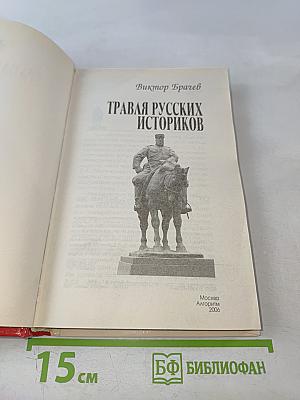 Виктор Брачев
ТРАВЛЯ РУССКИХ
ИСТОРИКОВ
Москва
Алгоритм
2006
15 см
БФ БИБЛИОФАН